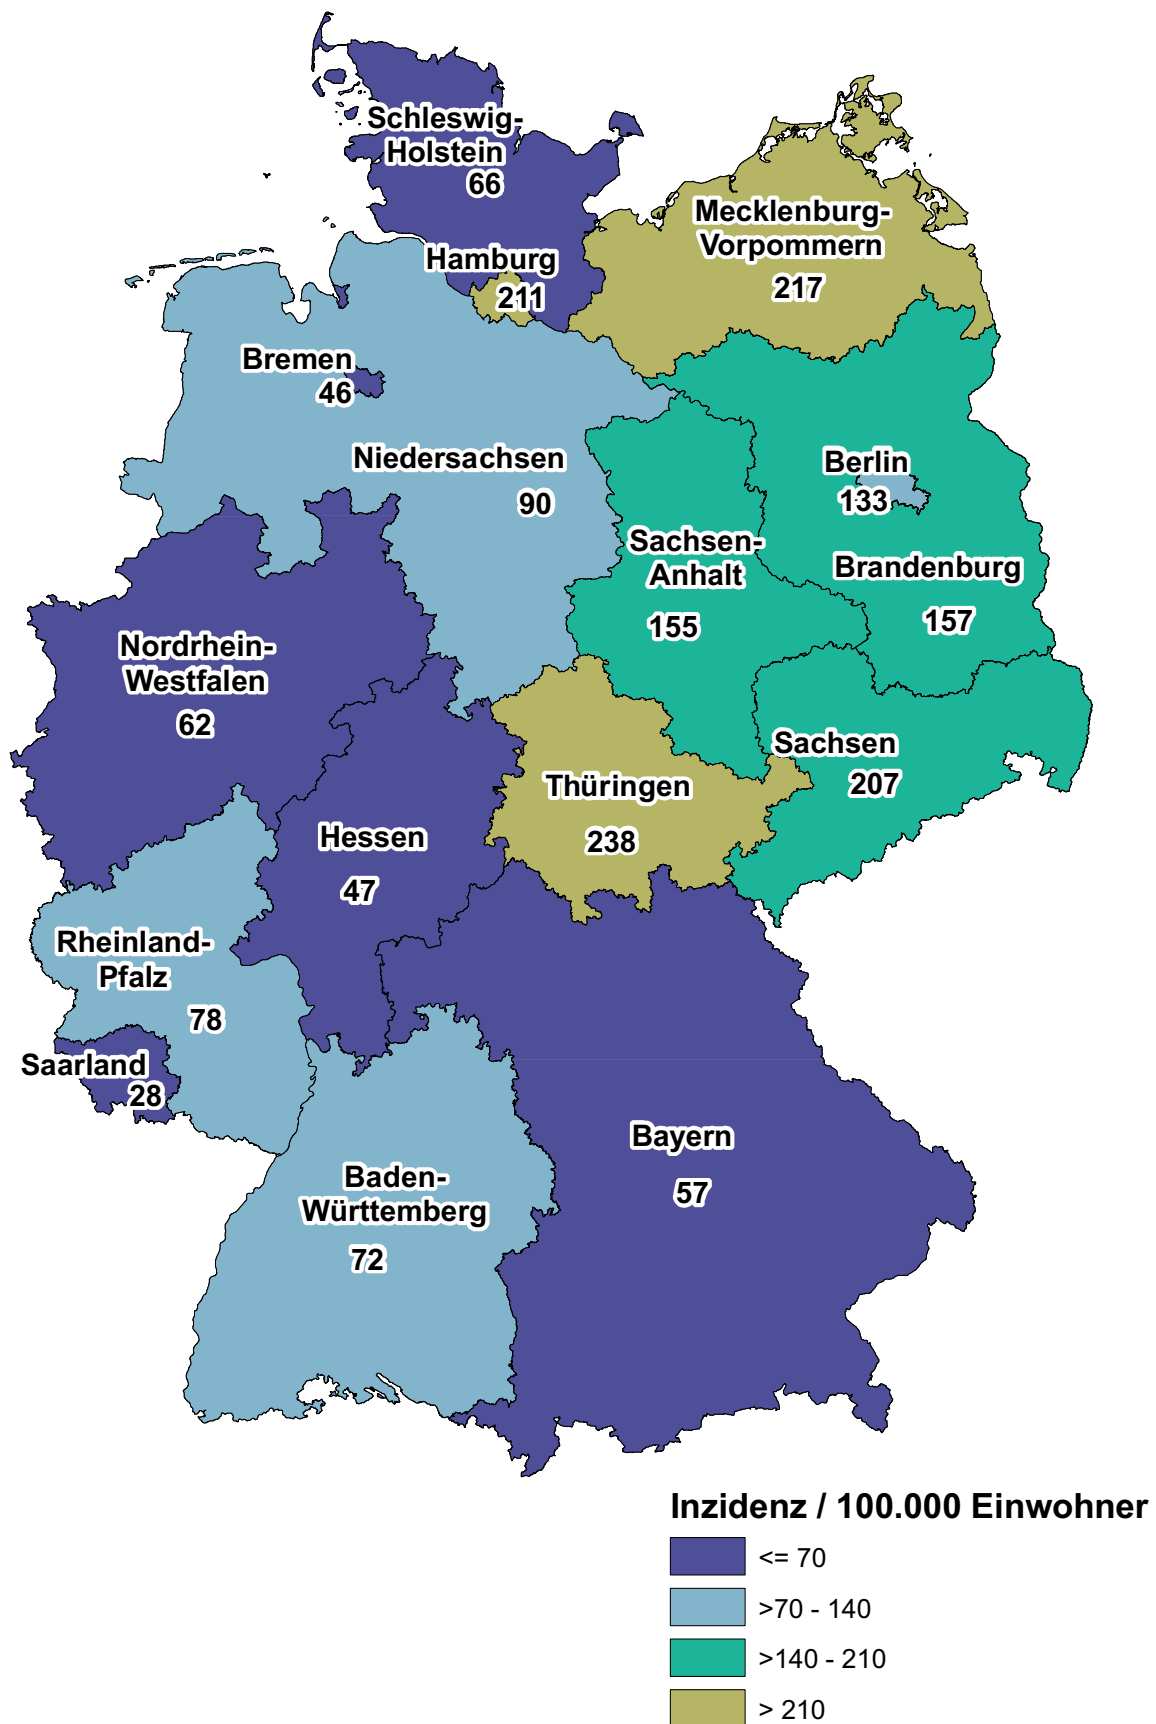 Schleswig-
Holstein
66
Mecklenburg-
Vorpommern
217
Hamburg
211
Bremen
46
Niedersachsen
90
Berlin
133
Sachsen-
Anhalt
155
Brandenburg
157
Nordrhein-
Westfalen
62
Sachsen
207
Thüringen
238
Hessen
47
Rheinland-
Pfalz
78
Saarland
28
Bayern
57
Baden-
Württemberg
72
Inzidenz / 100.000 Einwohner
<= 70
>70 - 140
>140 - 210
> 210